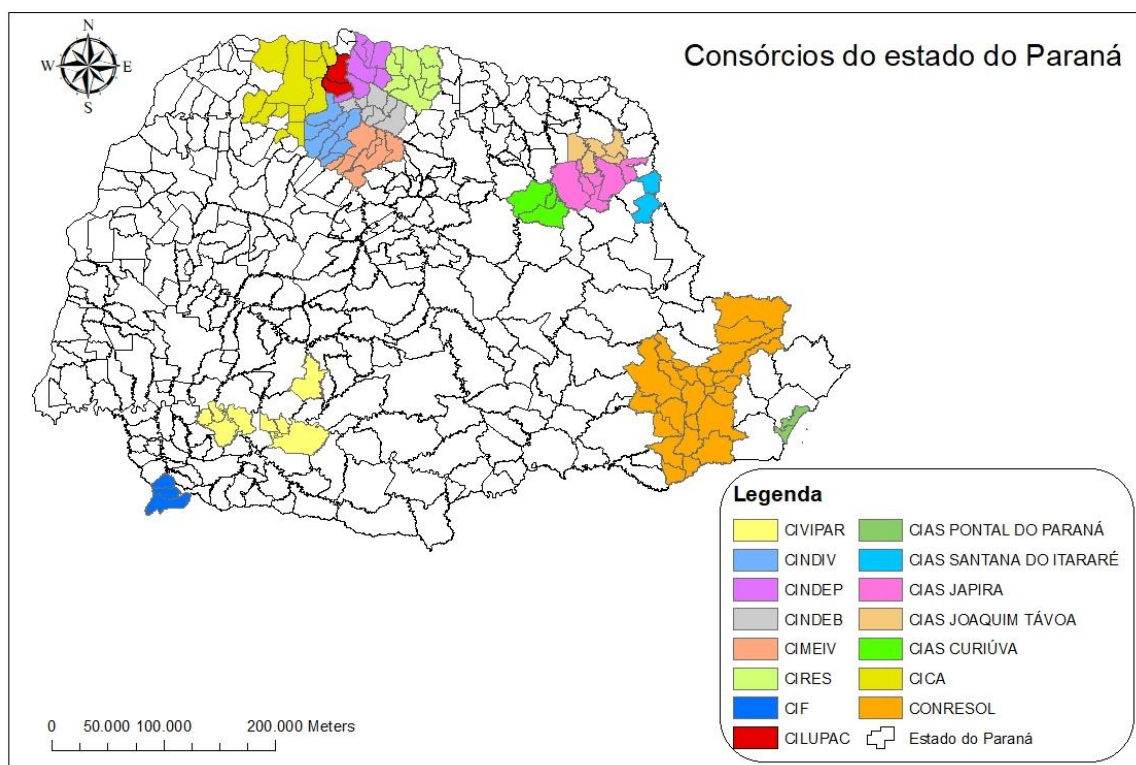 N
W E
S
Consórcios do estado do Paraná
Legenda
CIVIPAR
CINDIV
CINDEP
CINDEB
CIMEIV
CIRES
CIF
CILUPAC
CIAS PONTAL DO PARANÁ
CIAS SANTANA DO ITARARÉ
CIAS JAPIRA
CIAS JOAQUIM TÁVOA
CIAS CURIÚVA
CICA
CONRESOL
Estado do Paraná
0 50.000 100.000 200.000 Meters